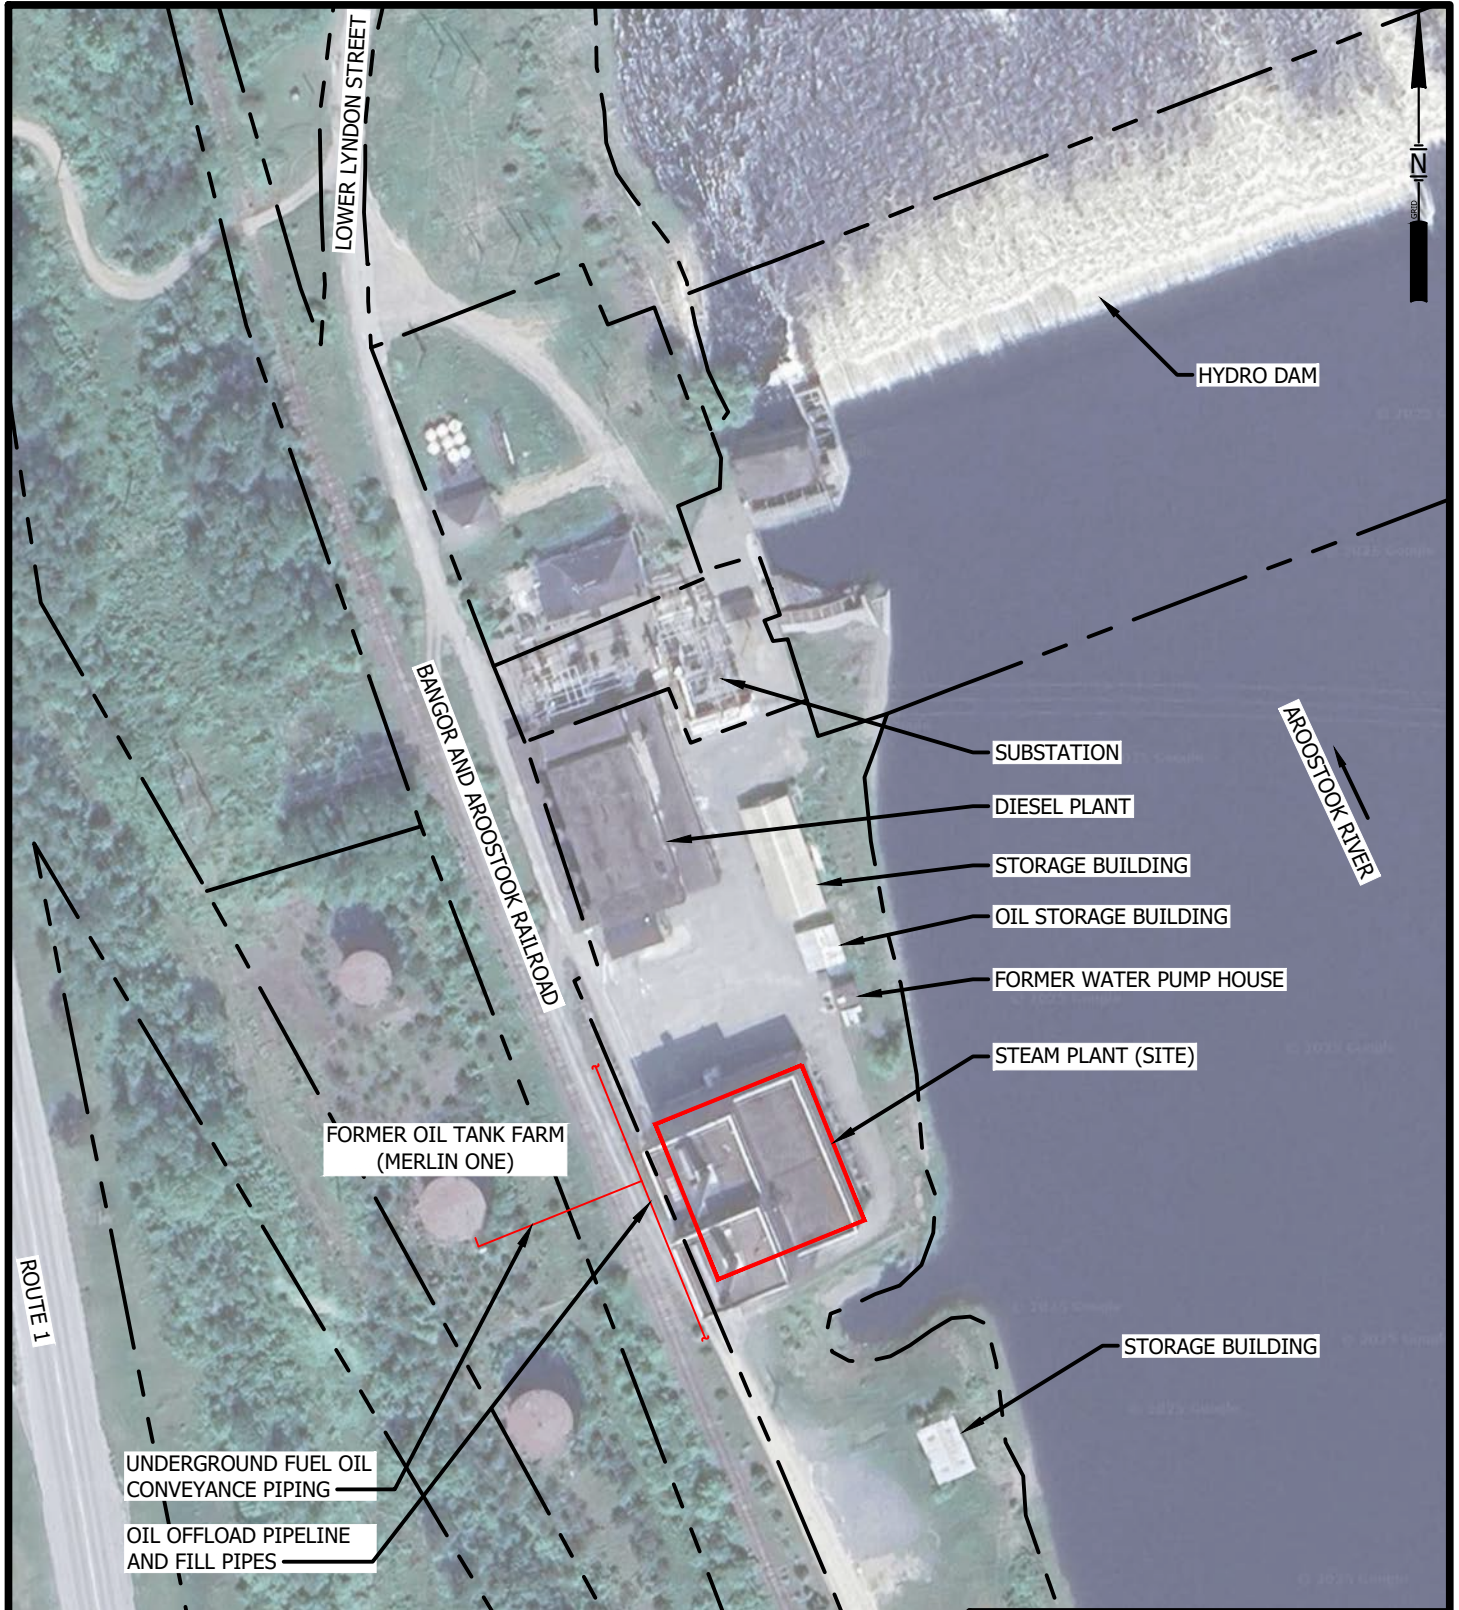 LOWER LYNDON STREET
N
GRID
HYDRO DAM
BANGOR AND AROOSTOOK RAILROAD
AROOSTOOK RIVER
SUBSTATION
DIESEL PLANT
STORAGE BUILDING
OIL STORAGE BUILDING
FORMER WATER PUMP HOUSE
STEAM PLANT (SITE)
FORMER OIL TANK FARM
(MERLIN ONE)
ROUTE 1
STORAGE BUILDING
UNDERGROUND FUEL OIL
CONVEYANCE PIPING
OIL OFFLOAD PIPELINE
AND FILL PIPES